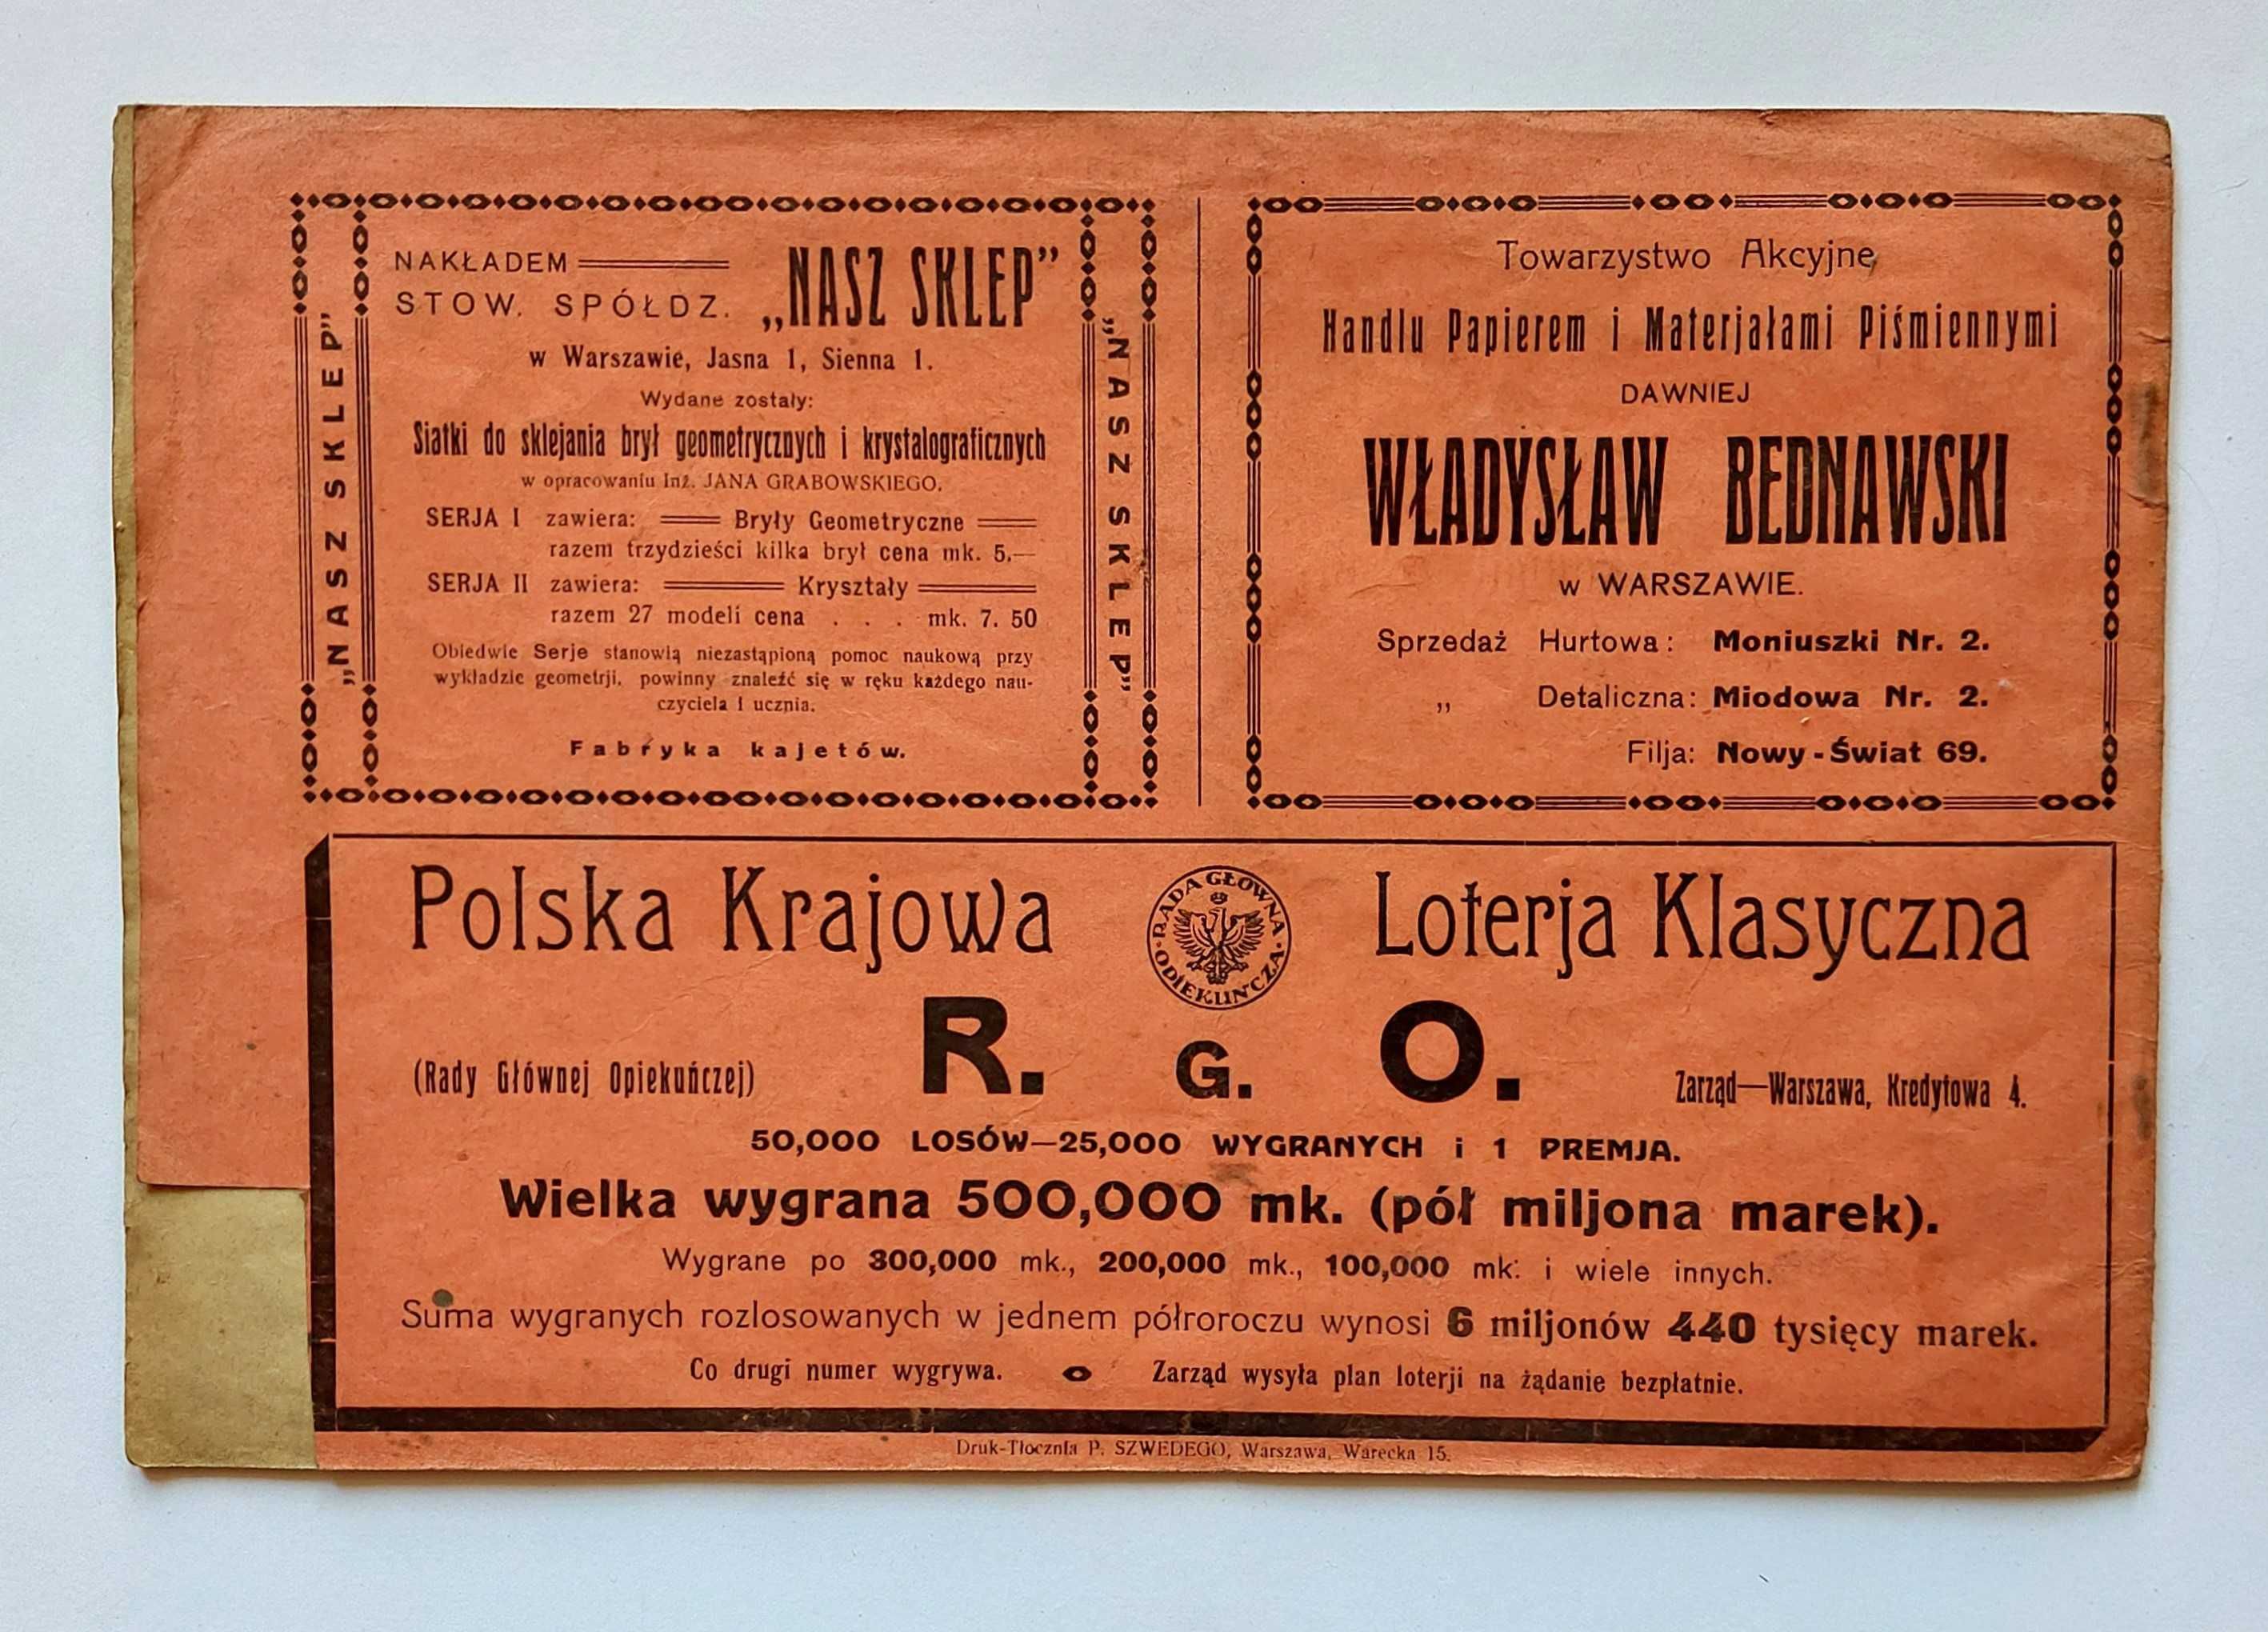 NAKŁADEM
STOW. SPÓŁDZ. „NASZ SKLEP”
w Warszawie, Jasna 1, Sienna 1.
Wydane zostały:
Siatki do sklejania brył geometrycznych i krystalograficznych
w opracowaniu Inż. JANA GRABOWSKIEGO.
SERJA I zawiera: Bryły Geometryczne
razem trzydzieści kilka brył cena mk. 5.—
SERJA II zawiera: Kryształy
razem 27 modeli cena . . . mk. 7. 50
Obiedwie Serje stanowią niezastąpioną pomoc naukową przy
wykładzie geometrji, powinny znaleźć się w ręku każdego nau-
czyciela i ucznia.
Fabryka kajetów.
„NASZ SKLEP”
„NASZ SKLEP”
Towarzystwo Akcyjne
Handlu Papierem i Materjałami Piśmiennymi
DAWNIEJ
WŁADYSŁAW BEDNAWSKI
w WARSZAWIE.
Sprzedaż Hurtowa: Moniuszki Nr. 2.
„ Detaliczna: Miodowa Nr. 2.
Filja: Nowy-Świat 69.
Polska Krajowa Loterja Klasyczna
RADA GŁÓWNA
OPIEKUŃCZA
(Rady Głównej Opiekuńczej) R. G. O. Zarząd—Warszawa, Kredytowa 4.
50,000 LOSÓW—25,000 WYGRANYCH i 1 PREMJA.
Wielka wygrana 500,000 mk. (pół miljona marek).
Wygrane po 300,000 mk., 200,000 mk., 100,000 mk. i wiele innych.
Suma wygranych rozlosowanych w jednem półroroczu wynosi 6 miljonów 440 tysięcy marek.
Co drugi numer wygrywa. Zarząd wysyła plan loterji na żądanie bezpłatnie.
Druk-Tłocznia P. SZWEDEGO, Warszawa, Warecka 15.